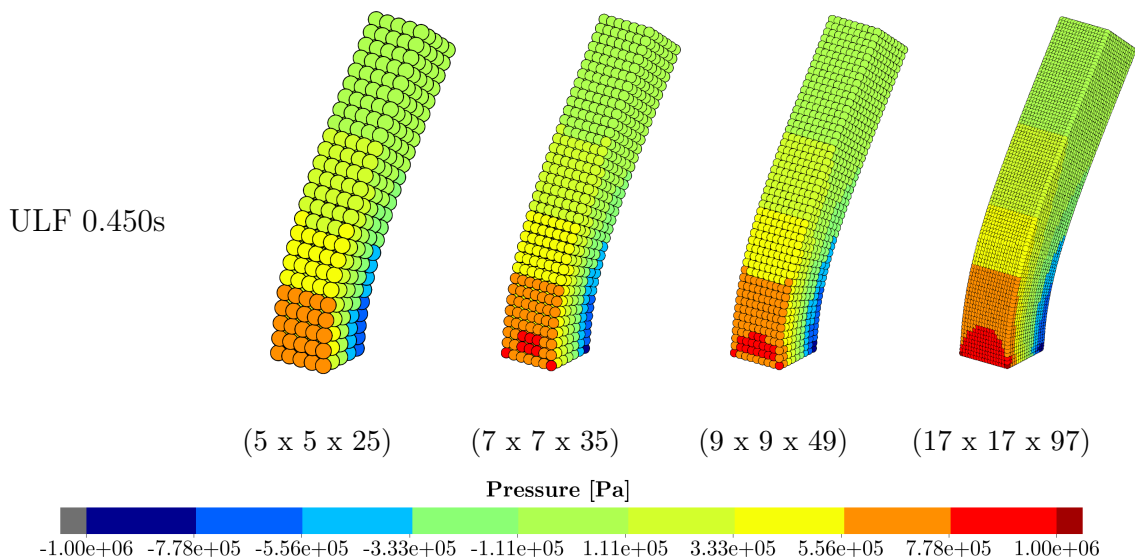 ULF 0.450s
(5 x 5 x 25) (7 x 7 x 35) (9 x 9 x 49) (17 x 17 x 97)
Pressure [Pa]
-1.00e+06 -7.78e+05 -5.56e+05 -3.33e+05 -1.11e+05 1.11e+05 3.33e+05 5.56e+05 7.78e+05 1.00e+06